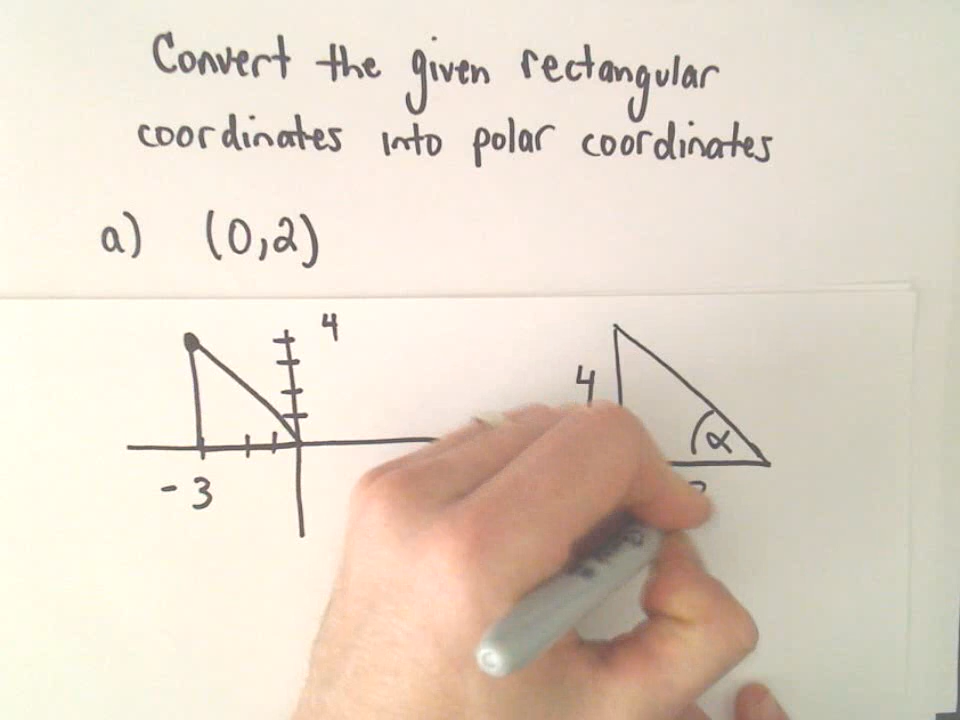 Convert the given rectangular
coordinates into polar coordinates
a) (0,2)
4
4
α
-3